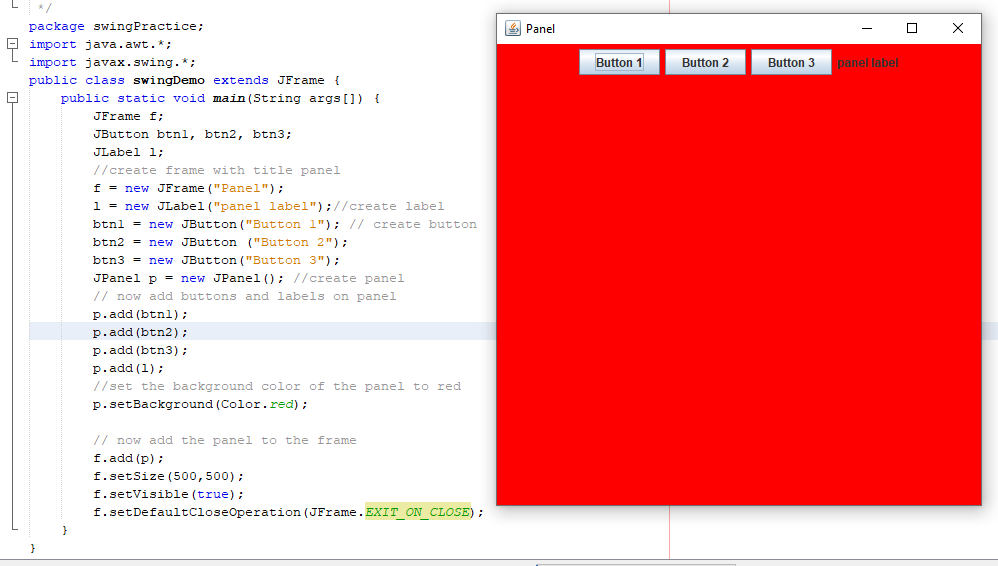 */
package swingPractice;
import java.awt.*;
import javax.swing.*;
public class swingDemo extends JFrame {
public static void main(String args[]) {
JFrame f;
JButton btn1, btn2, btn3;
JLabel l;
//create frame with title panel
f = new JFrame("Panel");
l = new JLabel("panel label");//create label
btn1 = new JButton("Button 1"); // create button
btn2 = new JButton ("Button 2");
btn3 = new JButton("Button 3");
JPanel p = new JPanel(); //create panel
// now add buttons and labels on panel
p.add(btn1);
p.add(btn2);
p.add(btn3);
p.add(l);
//set the background color of the panel to red
p.setBackground(Color.red);
// now add the panel to the frame
f.add(p);
f.setSize(500,500);
f.setVisible(true);
f.setDefaultCloseOperation(JFrame.EXIT_ON_CLOSE);
}
}
Panel
Button 1 Button 2 Button 3 panel label